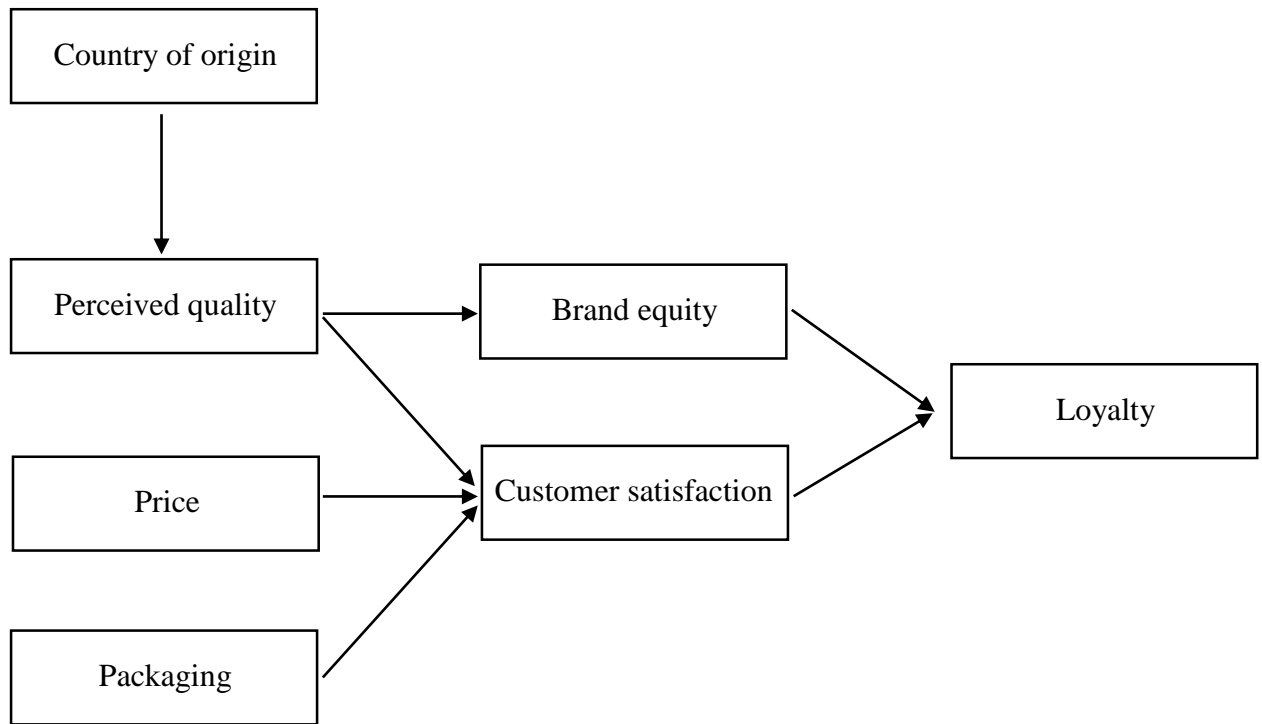 Country of origin
Perceived quality
Brand equity
Loyalty
Customer satisfaction
Price
Packaging